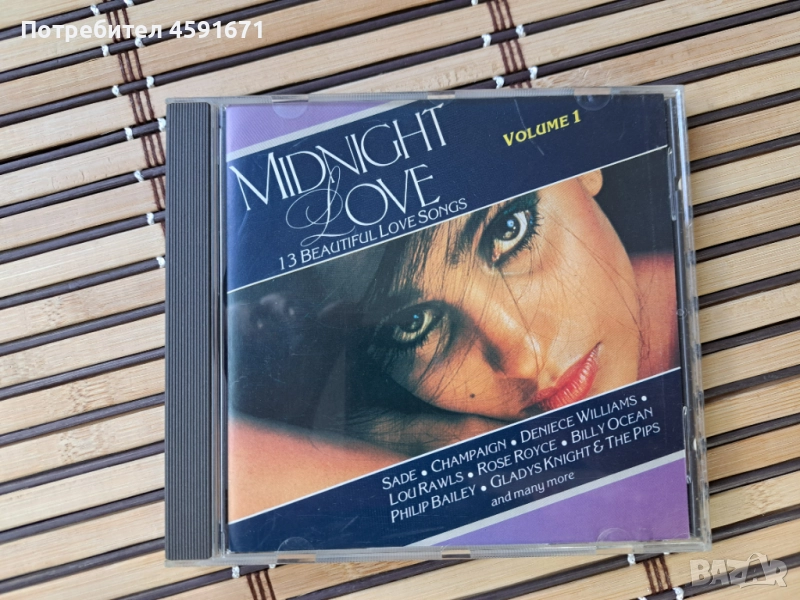 Потребител 4591671
MIDNIGHT
LOVE
VOLUME 1
13 BEAUTIFUL LOVE SONGS
SADE • CHAMPAIGN • DENIECE WILLIAMS •
LOU RAWLS • ROSE ROYCE • BILLY OCEAN
PHILIP BAILEY • GLADYS KNIGHT & THE PIPS
and many more
BAZAR